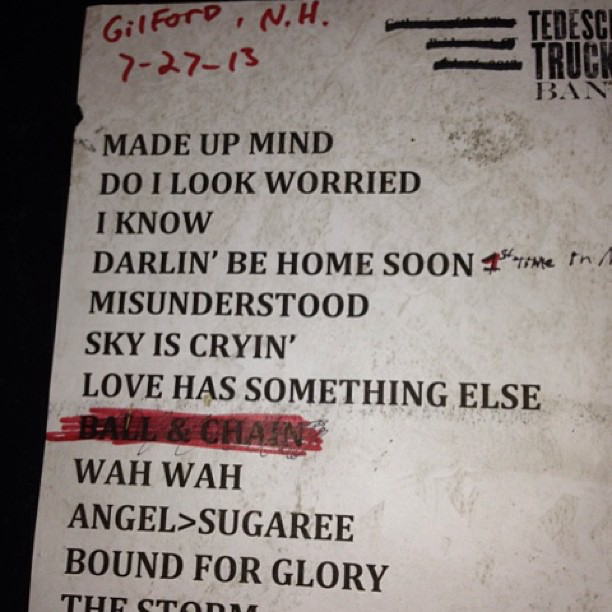 GilFord, N.H.
7-27-13
TEDESC
TRUCK
BAN
MADE UP MIND
DO I LOOK WORRIED
I KNOW
DARLIN' BE HOME SOON 1st Time in
MISUNDERSTOOD
SKY IS CRYIN'
LOVE HAS SOMETHING ELSE
BALL & CHAIN
WAH WAH
ANGEL>SUGAREE
BOUND FOR GLORY
THE STORM